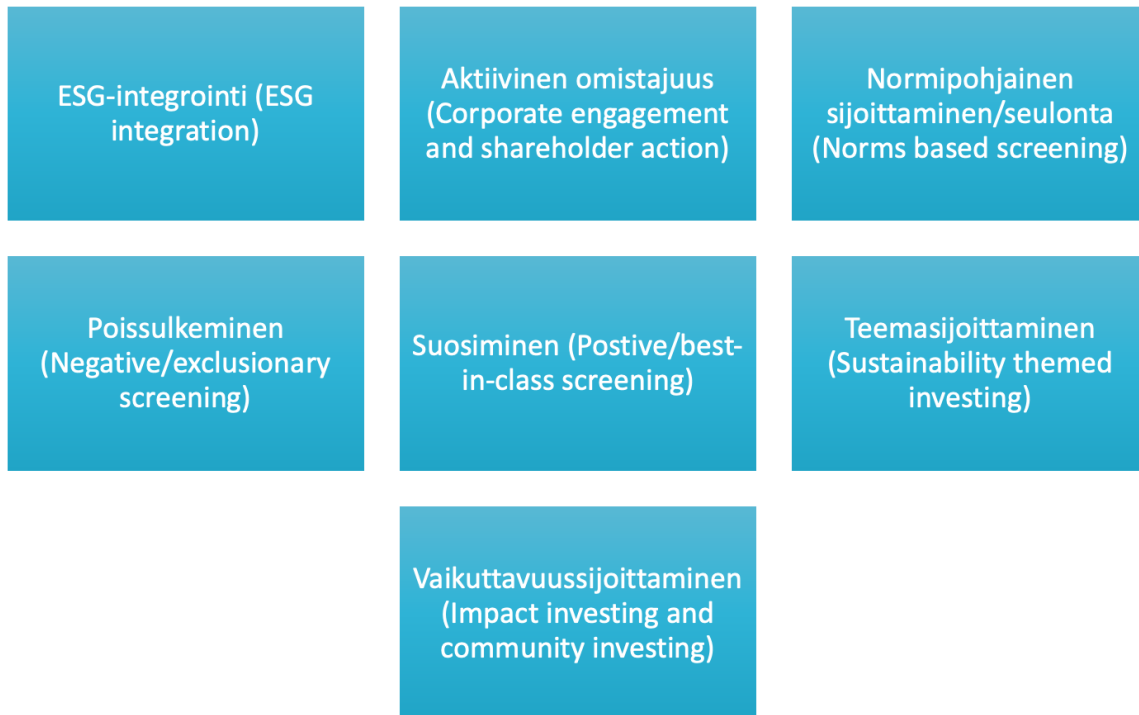 ESG-integrointi (ESG
integration)
Aktiivinen omistajuus
(Corporate engagement
and shareholder action)
Normipohjainen
sijoittaminen/seulonta
(Norms based screening)
Poissulkeminen
(Negative/exclusionary
screening)
Suosiminen (Postive/best-
in-class screening)
Teemasijoittaminen
(Sustainability themed
investing)
Vaikuttavuussijoittaminen
(Impact investing and
community investing)